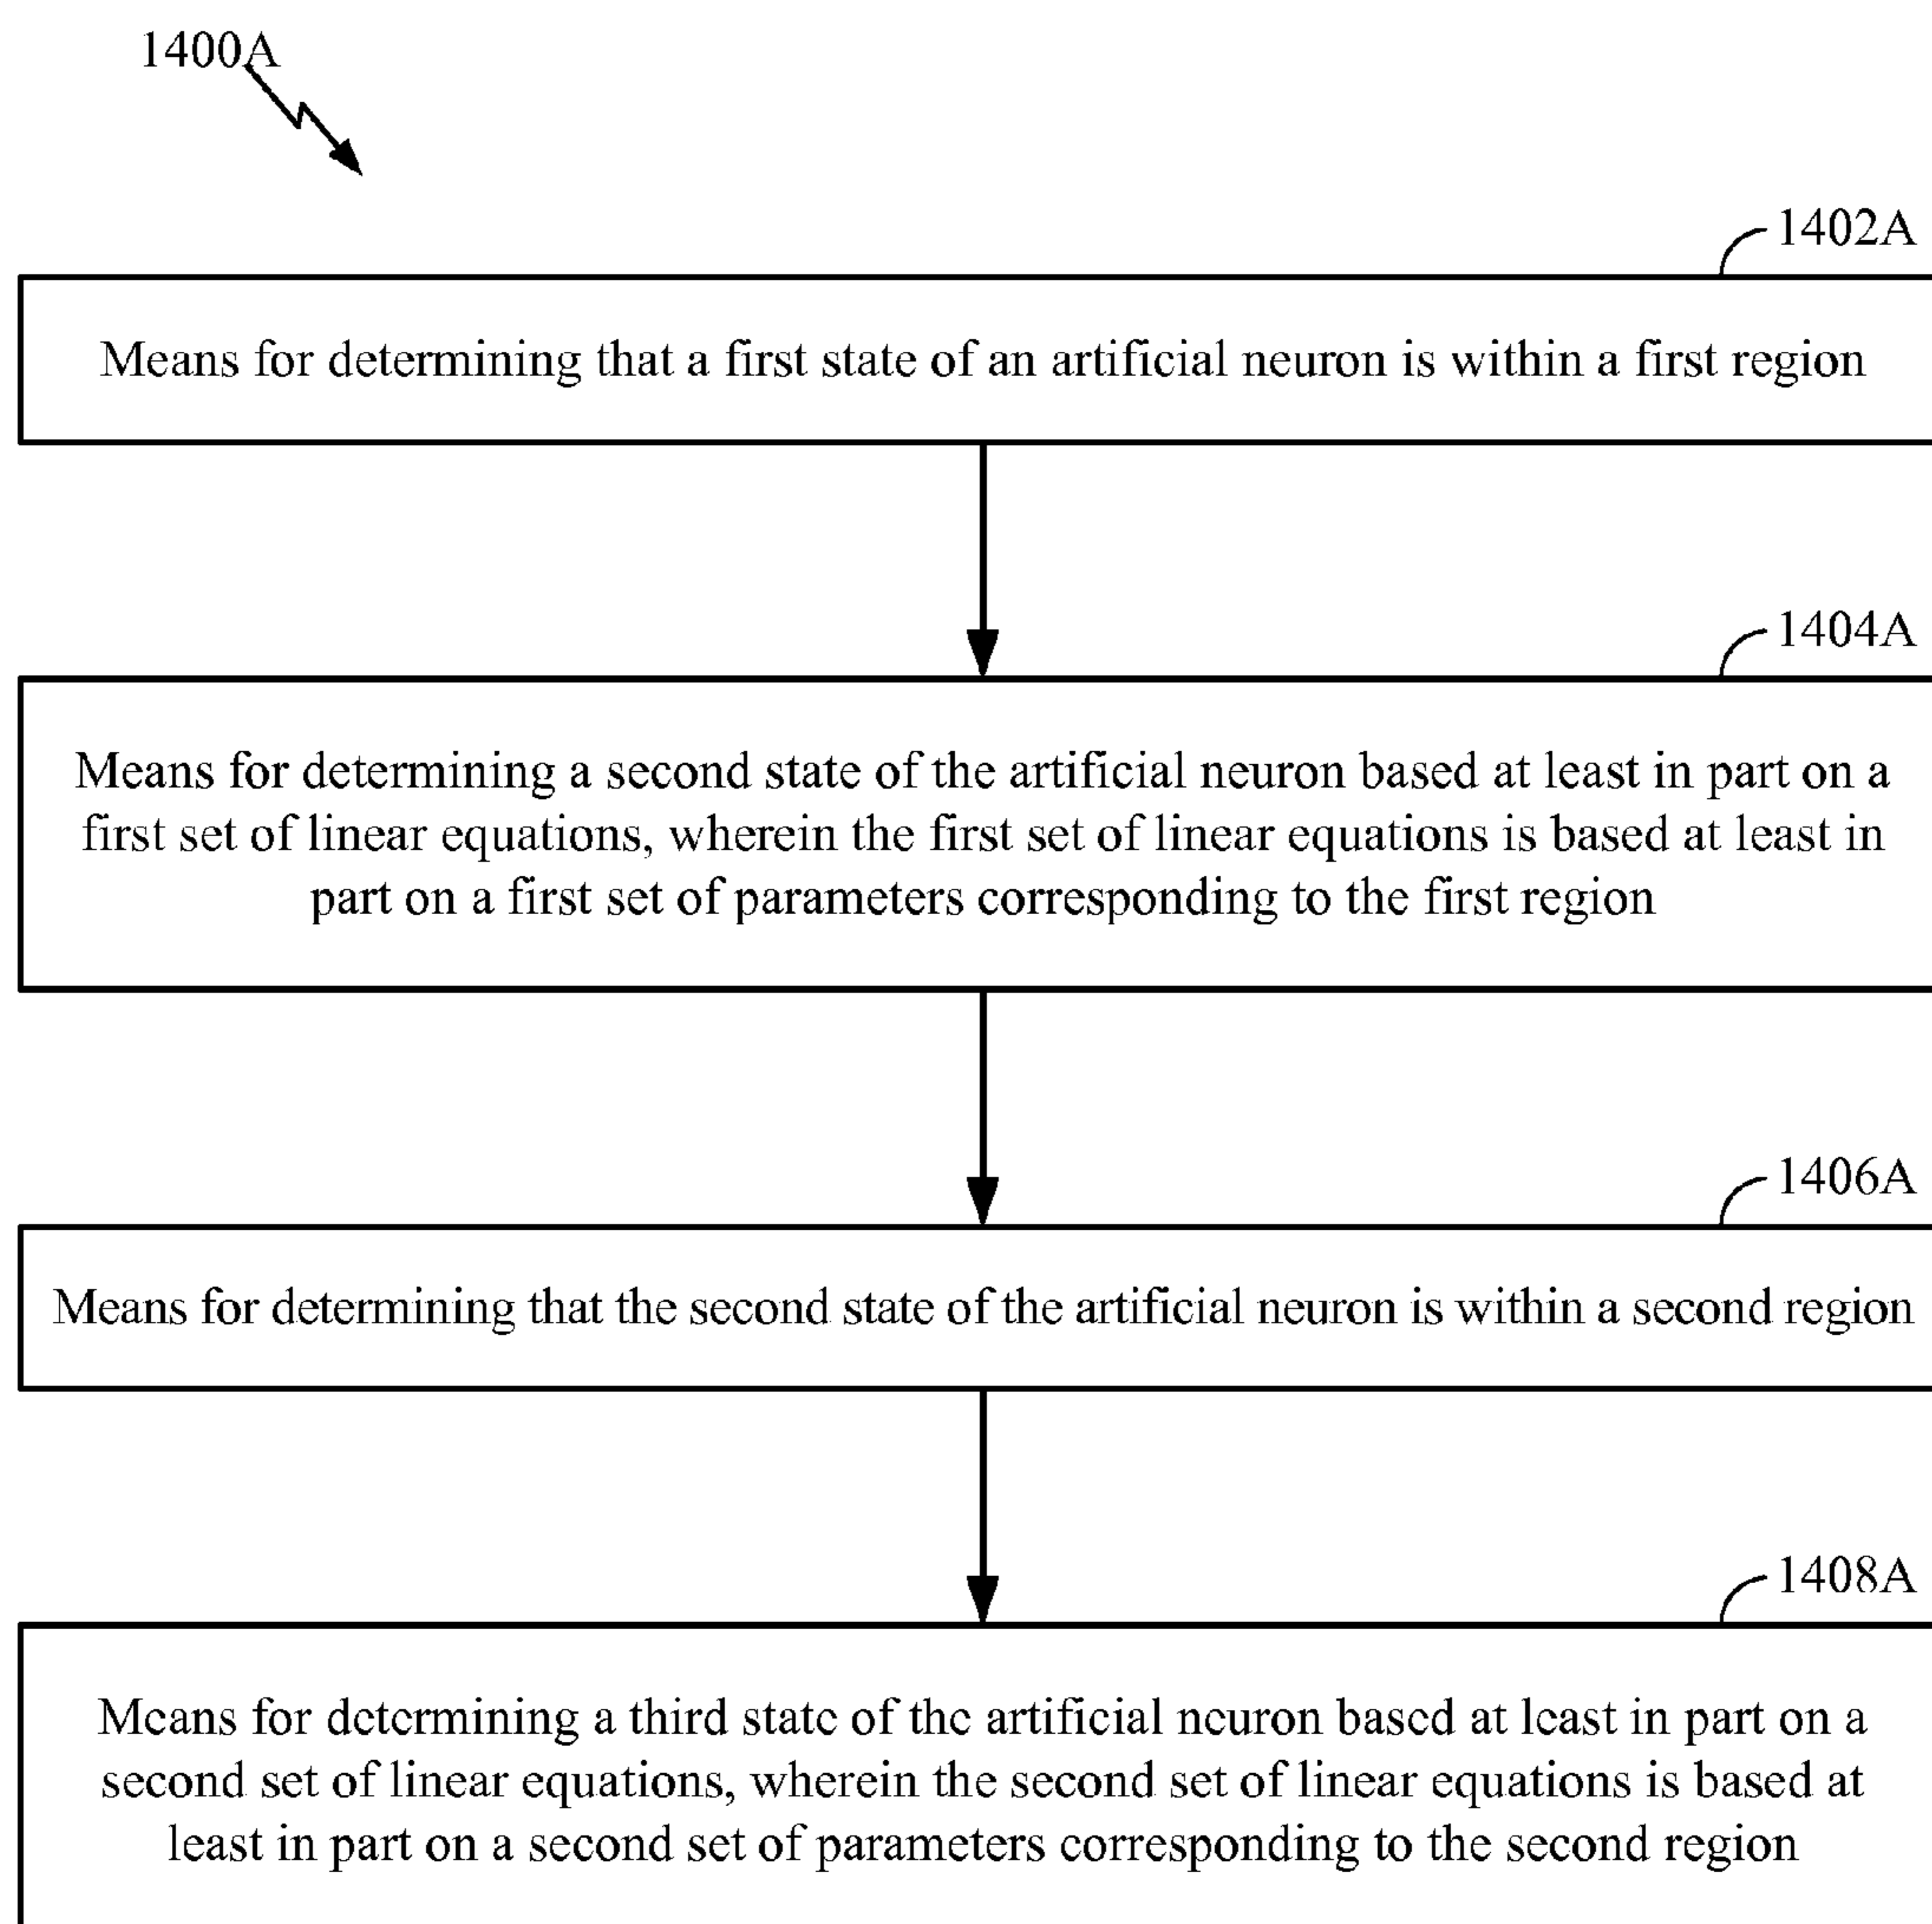 1400A
1402A
Means for determining that a first state of an artificial neuron is within a first region
1404A
Means for determining a second state of the artificial neuron based at least in part on a
first set of linear equations, wherein the first set of linear equations is based at least in
part on a first set of parameters corresponding to the first region
1406A
Means for determining that the second state of the artificial neuron is within a second region
1408A
Means for determining a third state of the artificial neuron based at least in part on a
second set of linear equations, wherein the second set of linear equations is based at
least in part on a second set of parameters corresponding to the second region